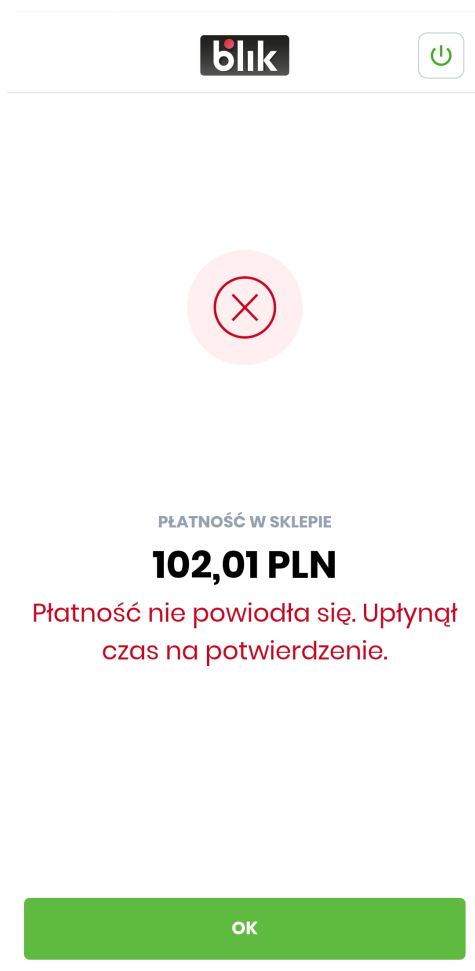 blik
PŁATNOŚĆ W SKLEPIE
102,01 PLN
Płatność nie powiodła się. Upłynął
czas na potwierdzenie.
OK